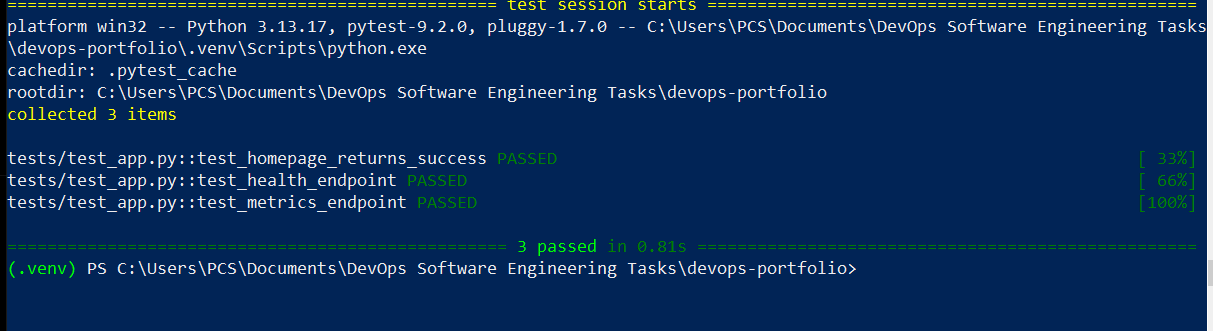 ================================================= test session starts =================================================
platform win32 -- Python 3.13.17, pytest-9.2.0, pluggy-1.7.0 -- C:\Users\PCS\Documents\DevOps Software Engineering Tasks
\devops-portfolio\.venv\Scripts\python.exe
cachedir: .pytest_cache
rootdir: C:\Users\PCS\Documents\DevOps Software Engineering Tasks\devops-portfolio
collected 3 items
tests/test_app.py::test_homepage_returns_success PASSED [ 33%]
tests/test_app.py::test_health_endpoint PASSED [ 66%]
tests/test_app.py::test_metrics_endpoint PASSED [100%]
================================================== 3 passed in 0.81s ==================================================
(.venv) PS C:\Users\PCS\Documents\DevOps Software Engineering Tasks\devops-portfolio>